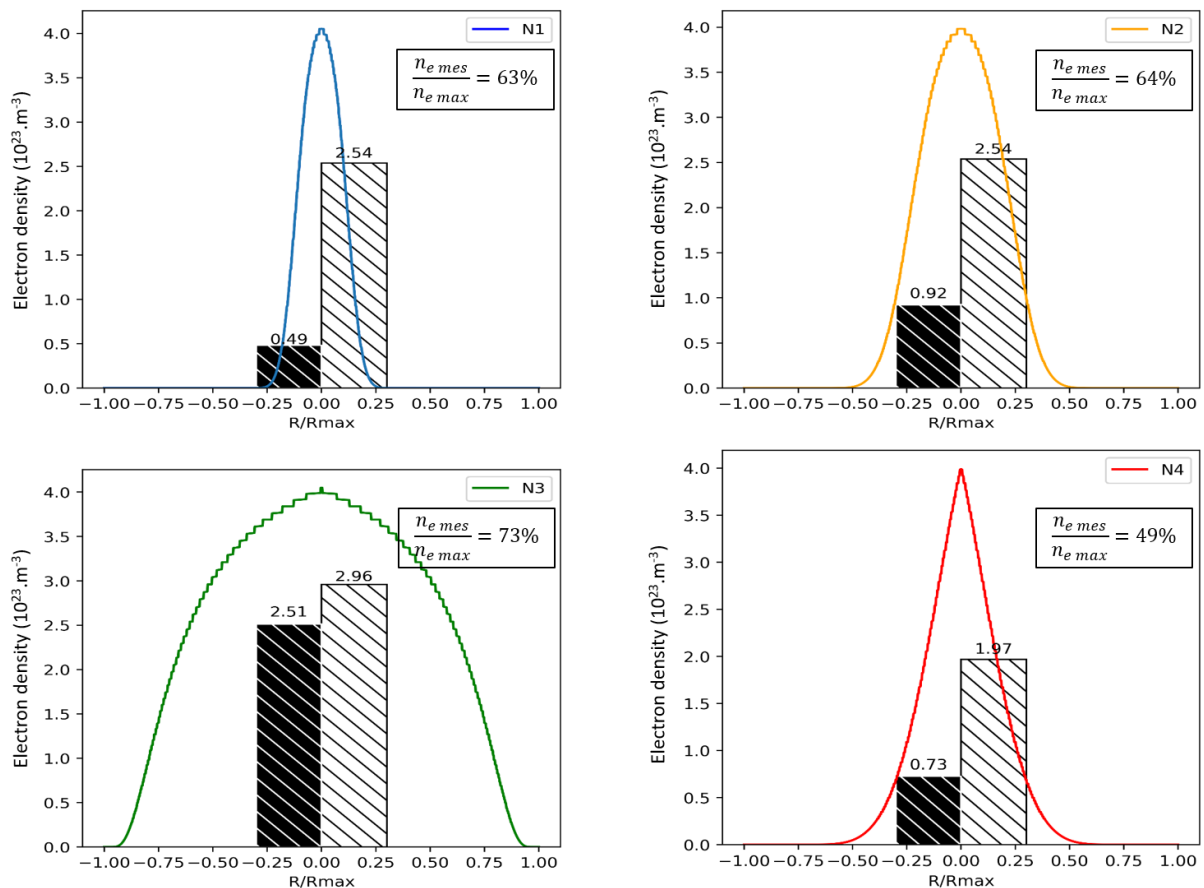 N1
n_e mes / n_e max = 63%
Electron density (10²³.m⁻³)
4.0
3.5
3.0
2.5
2.0
1.5
1.0
0.5
0.0
2.54
0.49
−1.00 −0.75 −0.50 −0.25 0.00 0.25 0.50 0.75 1.00
R/Rmax
N2
n_e mes / n_e max = 64%
Electron density (10²³.m⁻³)
4.0
3.5
3.0
2.5
2.0
1.5
1.0
0.5
0.0
2.54
0.92
−1.00 −0.75 −0.50 −0.25 0.00 0.25 0.50 0.75 1.00
R/Rmax
N3
n_e mes / n_e max = 73%
Electron density (10²³.m⁻³)
4.0
3.5
3.0
2.5
2.0
1.5
1.0
0.5
0.0
2.96
2.51
−1.00 −0.75 −0.50 −0.25 0.00 0.25 0.50 0.75 1.00
R/Rmax
N4
n_e mes / n_e max = 49%
Electron density (10²³.m⁻³)
4.0
3.5
3.0
2.5
2.0
1.5
1.0
0.5
0.0
1.97
0.73
−1.00 −0.75 −0.50 −0.25 0.00 0.25 0.50 0.75 1.00
R/Rmax